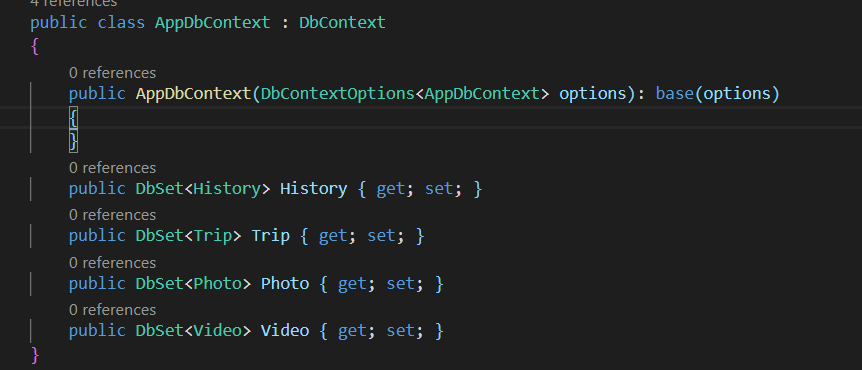 4 references
public class AppDbContext : DbContext
{
0 references
public AppDbContext(DbContextOptions<AppDbContext> options): base(options)
{
}
0 references
public DbSet<History> History { get; set; }
0 references
public DbSet<Trip> Trip { get; set; }
0 references
public DbSet<Photo> Photo { get; set; }
0 references
public DbSet<Video> Video { get; set; }
}